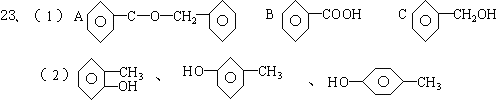 23、（1）A —C—O—CH₂— B —COOH C —CH₂OH
（2） —CH₃ —OH 、 HO— —CH₃ 、 HO— —CH₃